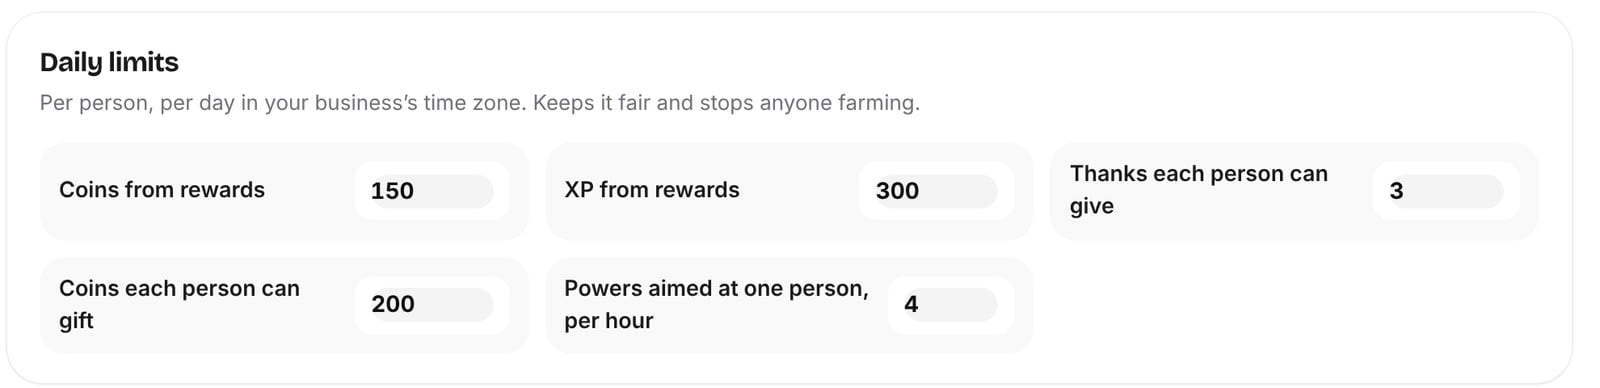 Daily limits
Per person, per day in your business’s time zone. Keeps it fair and stops anyone farming.
Coins from rewards
150
XP from rewards
300
Thanks each person can
give
3
Coins each person can
gift
200
Powers aimed at one person,
per hour
4